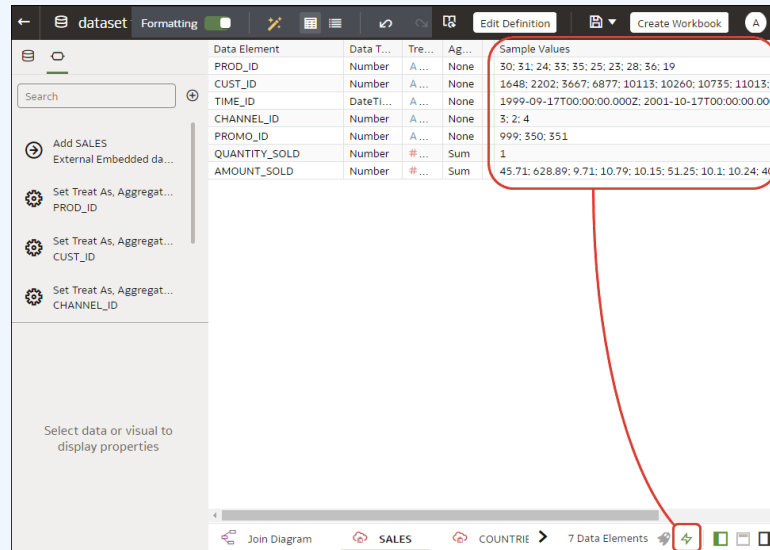 dataset Formatting Edit Definition Create Workbook A
Search
Add SALES
External Embedded da...
Set Treat As, Aggregat...
PROD_ID
Set Treat As, Aggregat...
CUST_ID
Set Treat As, Aggregat...
CHANNEL_ID
Select data or visual to
display properties
Data Element Data T... Tre... Ag... Sample Values
PROD_ID Number A ... None 30; 31; 24; 33; 35; 25; 23; 28; 36; 19
CUST_ID Number A ... None 1648; 2202; 3667; 6877; 10113; 10260; 10735; 11013;
TIME_ID DateTi... A ... None 1999-09-17T00:00:00.000Z; 2001-10-17T00:00:00.00
CHANNEL_ID Number A ... None 3; 2; 4
PROMO_ID Number A ... None 999; 350; 351
QUANTITY_SOLD Number # ... Sum 1
AMOUNT_SOLD Number # ... Sum 45.71; 628.89; 9.71; 10.79; 10.15; 51.25; 10.1; 10.24; 40
Join Diagram SALES COUNTRIE 7 Data Elements